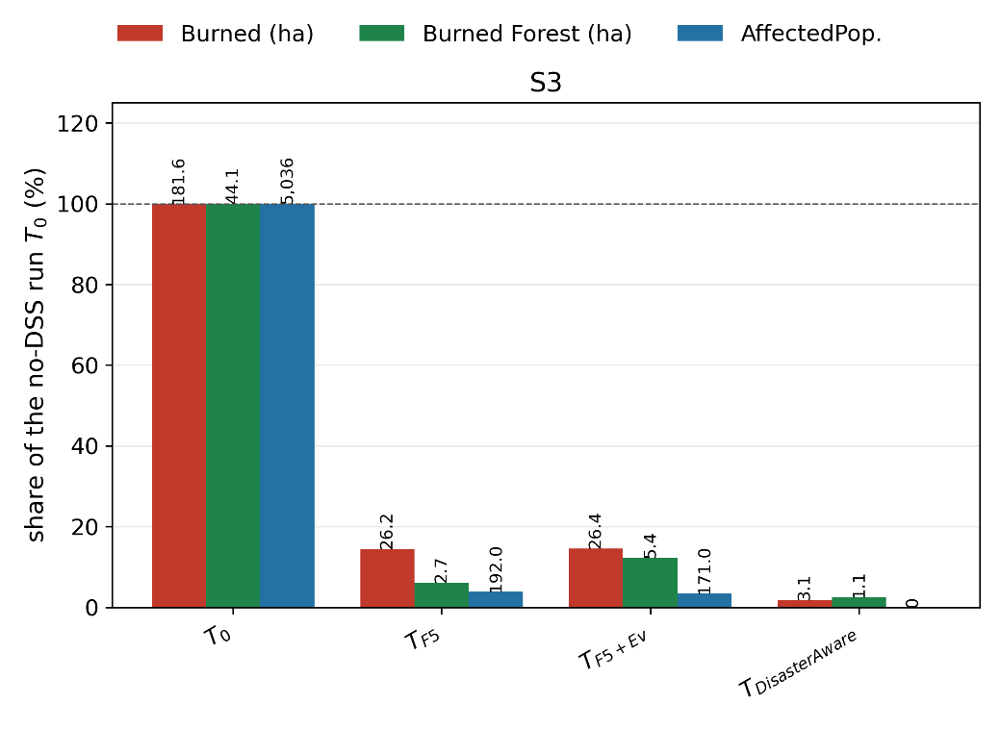 Burned (ha) Burned Forest (ha) AffectedPop.
S3
share of the no-DSS run T0 (%)
120
100
80
60
40
20
0
181.6 44.1 5,036
26.2 2.7 192.0
26.4 5.4 171.0
3.1 1.1 0
T0 TF5 TF5+Ev TDisasterAware